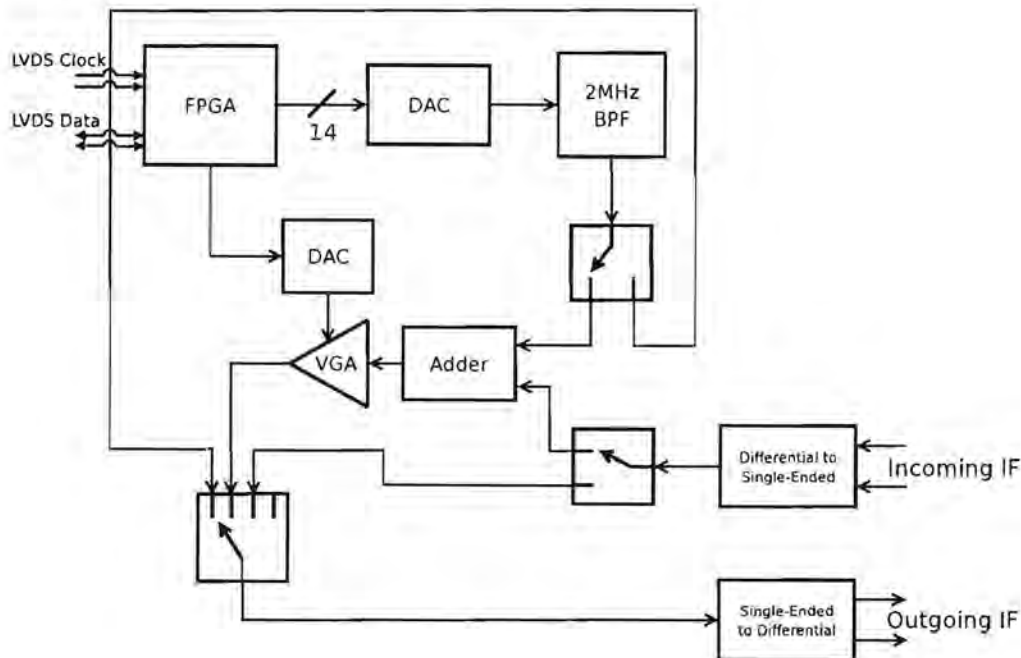 LVDS Clock
FPGA
14
DAC
2MHz
BPF
LVDS Data
DAC
VGA
Adder
Differential to
Single-Ended
Incoming IF
Single-Ended
to Differential
Outgoing IF